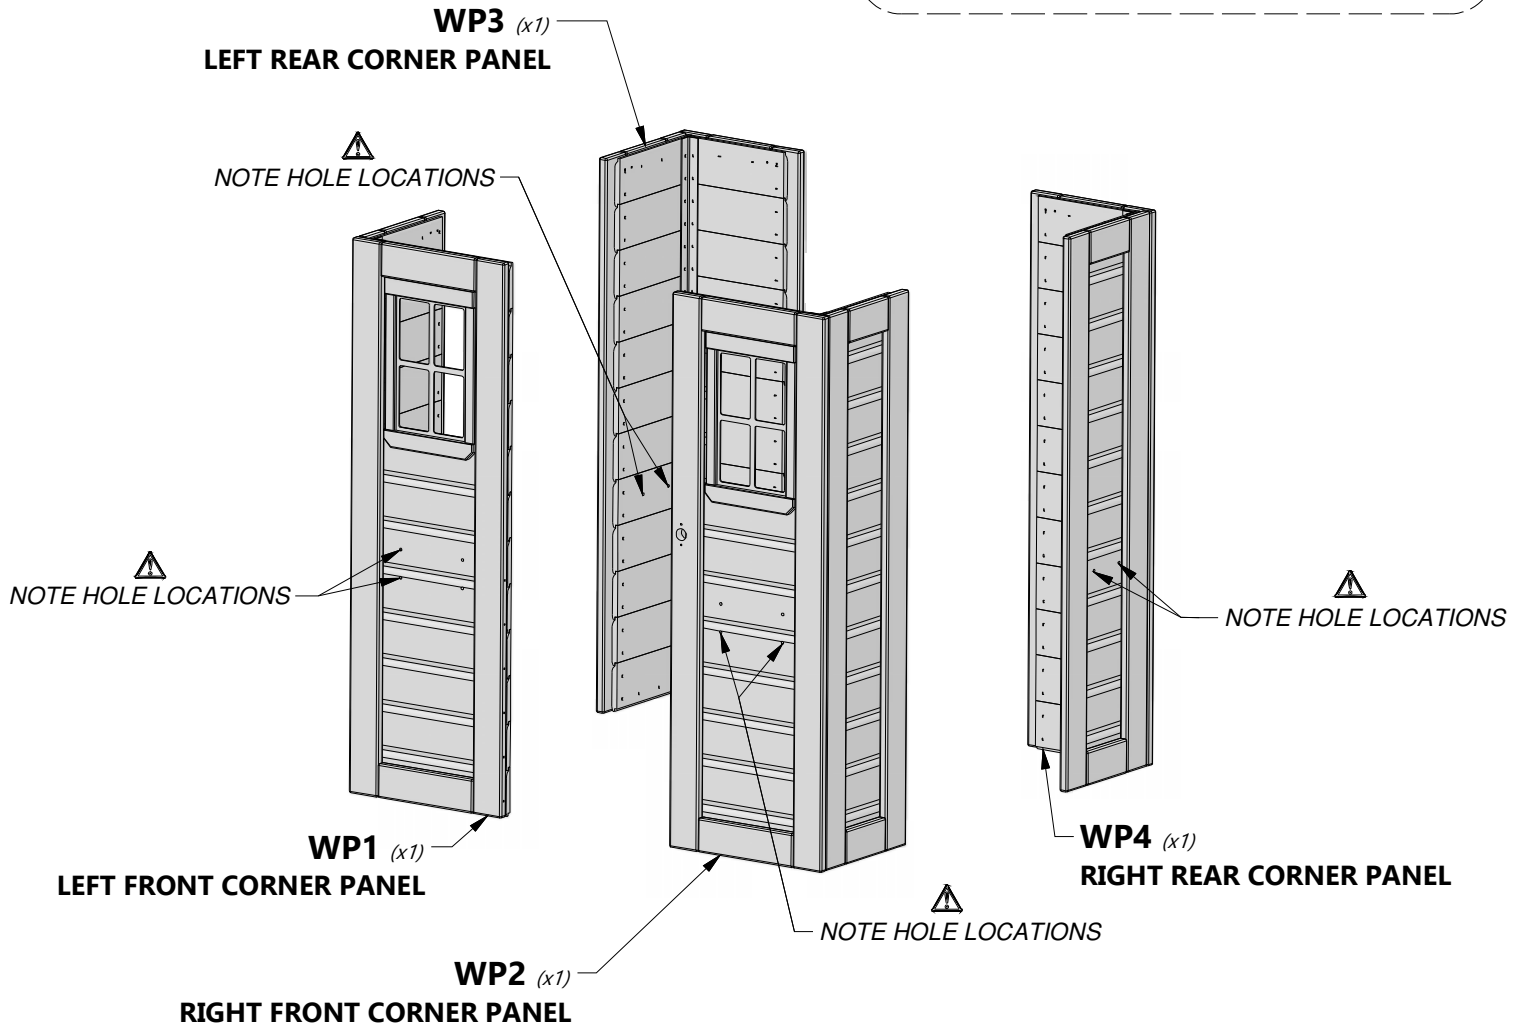 WP3 (x1)
LEFT REAR CORNER PANEL
NOTE HOLE LOCATIONS
NOTE HOLE LOCATIONS
NOTE HOLE LOCATIONS
WP1 (x1)
LEFT FRONT CORNER PANEL
WP4 (x1)
RIGHT REAR CORNER PANEL
NOTE HOLE LOCATIONS
WP2 (x1)
RIGHT FRONT CORNER PANEL